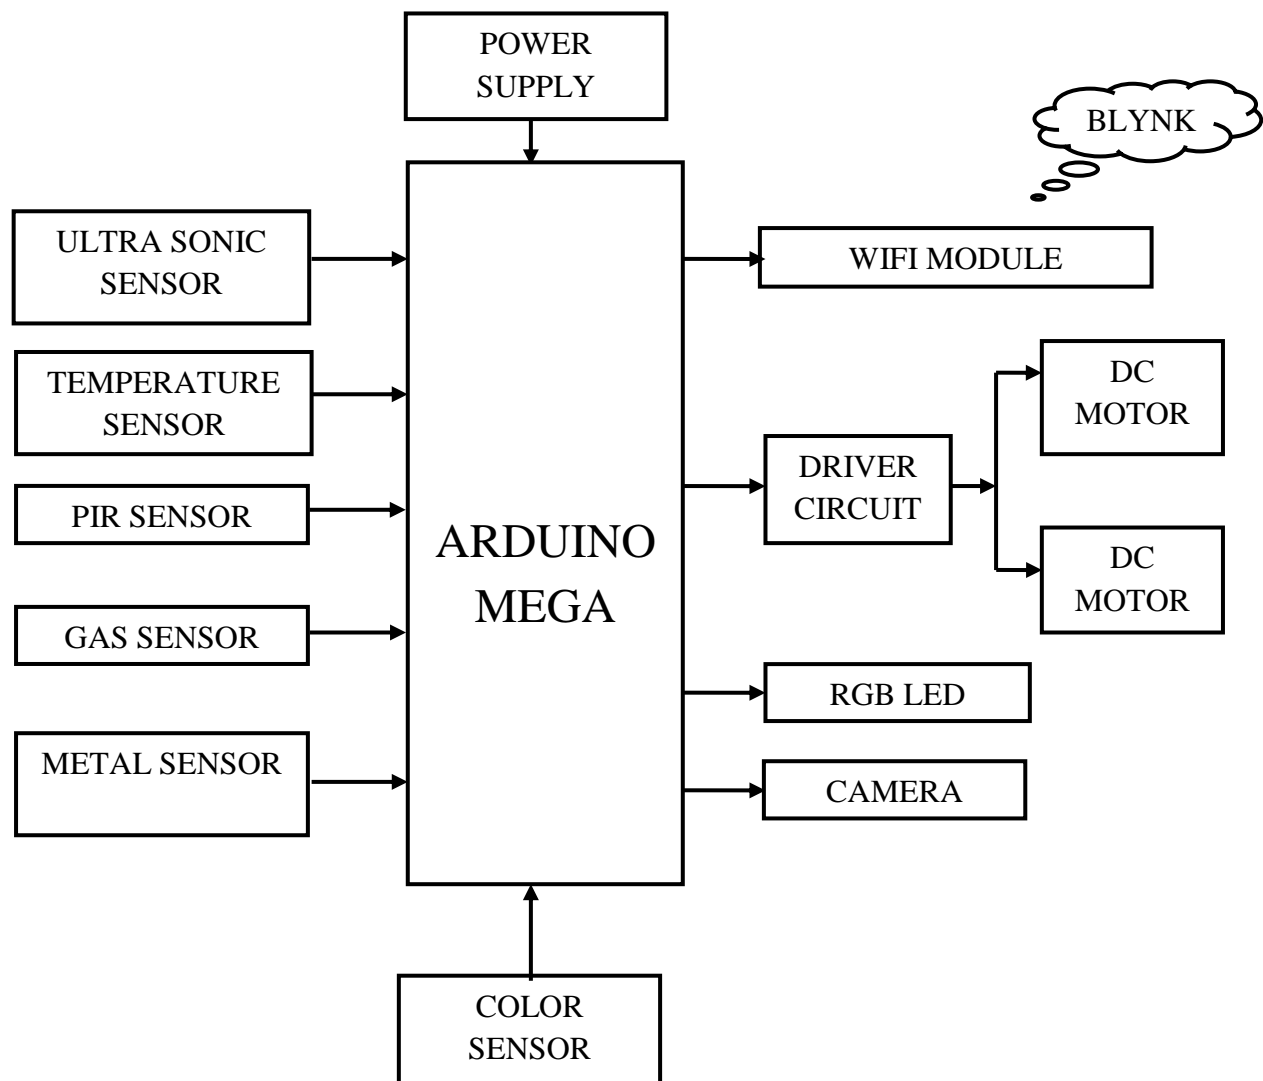 POWER
SUPPLY
BLYNK
ULTRA SONIC
SENSOR
WIFI MODULE
TEMPERATURE
SENSOR
DC
MOTOR
PIR SENSOR
DRIVER
CIRCUIT
ARDUINO
MEGA
DC
MOTOR
GAS SENSOR
RGB LED
METAL SENSOR
CAMERA
COLOR
SENSOR